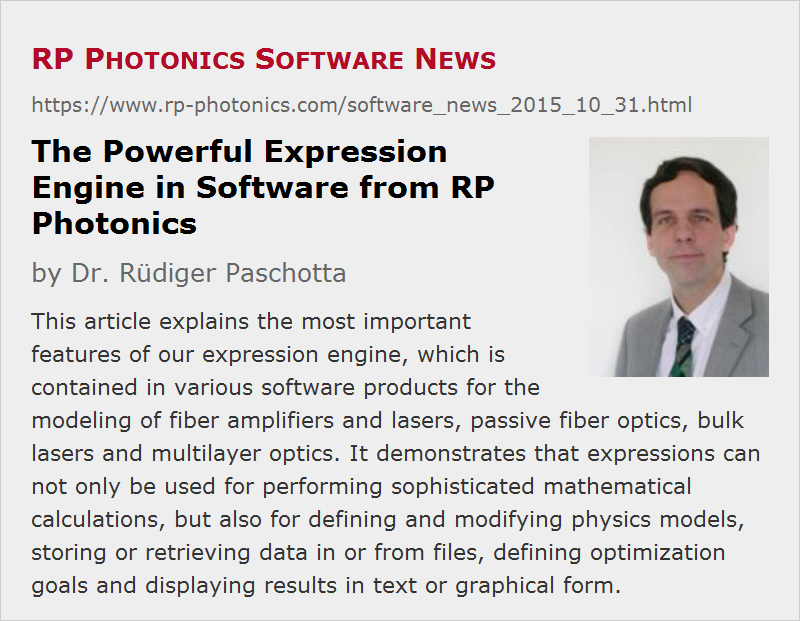 RP PHOTONICS SOFTWARE NEWS
https://www.rp-photonics.com/software_news_2015_10_31.html
The Powerful Expression
Engine in Software from RP
Photonics
by Dr. Rüdiger Paschotta
This article explains the most important
features of our expression engine, which is
contained in various software products for the
modeling of fiber amplifiers and lasers, passive fiber optics, bulk
lasers and multilayer optics. It demonstrates that expressions can
not only be used for performing sophisticated mathematical
calculations, but also for defining and modifying physics models,
storing or retrieving data in or from files, defining optimization
goals and displaying results in text or graphical form.